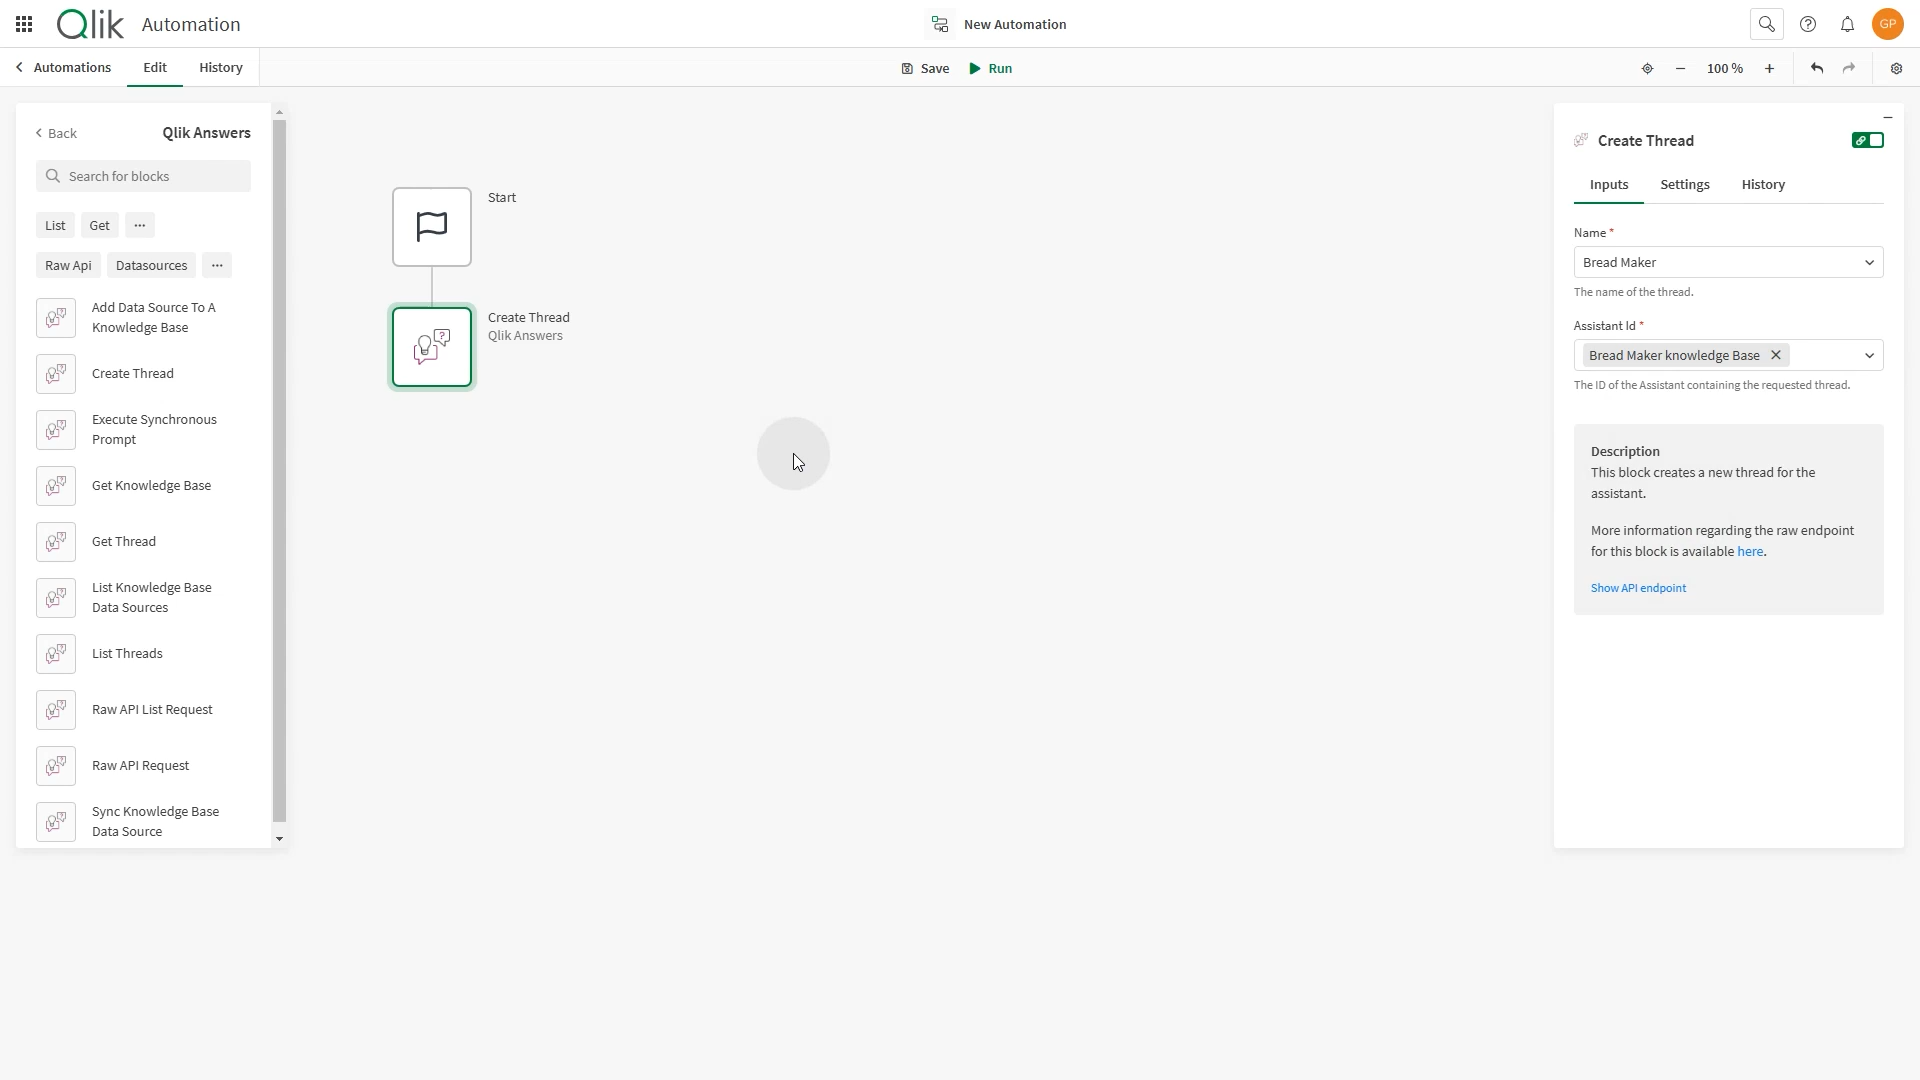 Qlik Automation
New Automation
GP
Automations
Edit
History
Save
Run
100 %
Back
Qlik Answers
Search for blocks
List
Get
...
Raw Api
Datasources
...
Add Data Source To A
Knowledge Base
Create Thread
Execute Synchronous
Prompt
Get Knowledge Base
Get Thread
List Knowledge Base
Data Sources
List Threads
Raw API List Request
Raw API Request
Sync Knowledge Base
Data Source
Start
Create Thread
Qlik Answers
Create Thread
Inputs
Settings
History
Name *
Bread Maker
The name of the thread.
Assistant Id *
Bread Maker knowledge Base
The ID of the Assistant containing the requested thread.
Description
This block creates a new thread for the
assistant.
More information regarding the raw endpoint
for this block is available here.
Show API endpoint